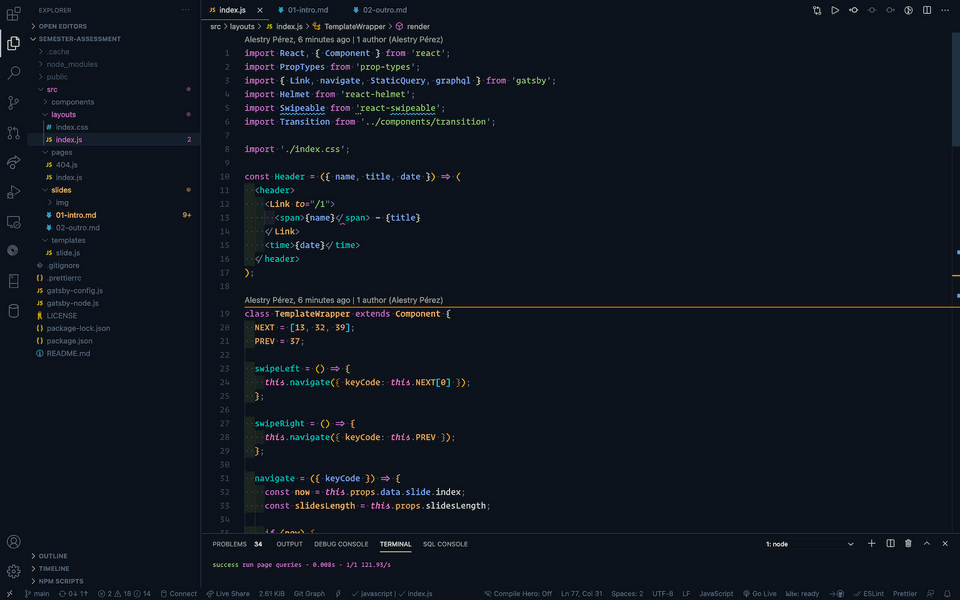 EXPLORER
OPEN EDITORS
SEMESTER-ASSESSMENT
.cache
node_modules
public
src
components
layouts
# index.css
JS index.js 2
pages
JS 404.js
JS index.js
slides
img
01-intro.md 9+
02-outro.md
templates
JS slide.js
.gitignore
{} .prettierrc
JS gatsby-config.js
JS gatsby-node.js
LICENSE
{} package-lock.json
{} package.json
README.md
OUTLINE
TIMELINE
NPM SCRIPTS
JS index.js × 01-intro.md 02-outro.md
src > layouts > JS index.js > TemplateWrapper > render
Alestry Pérez, 6 minutes ago | 1 author (Alestry Pérez)
1 import React, { Component } from 'react';
2 import PropTypes from 'prop-types';
3 import { Link, navigate, StaticQuery, graphql } from 'gatsby';
4 import Helmet from 'react-helmet';
5 import Swipeable from 'react-swipeable';
6 import Transition from '../components/transition';
7
8 import './index.css';
9
10 const Header = ({ name, title, date }) => (
11 <header>
12 <Link to="/1">
13 <span>{name}</span> - {title}
14 </Link>
15 <time>{date}</time>
16 </header>
17 );
18
Alestry Pérez, 6 minutes ago | 1 author (Alestry Pérez)
19 class TemplateWrapper extends Component {
20 NEXT = [13, 32, 39];
21 PREV = 37;
22
23 swipeLeft = () => {
24 this.navigate({ keyCode: this.NEXT[0] });
25 };
26
27 swipeRight = () => {
28 this.navigate({ keyCode: this.PREV });
29 };
30
31 navigate = ({ keyCode }) => {
32 const now = this.props.data.slide.index;
33 const slidesLength = this.props.slidesLength;
34
35 if (now) {
PROBLEMS 34 OUTPUT DEBUG CONSOLE TERMINAL SQL CONSOLE 1: node
success run page queries - 0.008s - 1/1 121.93/s
main 0↓ 1↑ 2 18 14 Connect Live Share 2.61 KiB Git Graph javascript | index.js Compile Hero: Off Ln 77, Col 31 Spaces: 2 UTF-8 LF JavaScript Go Live kite: ready ESLint Prettier